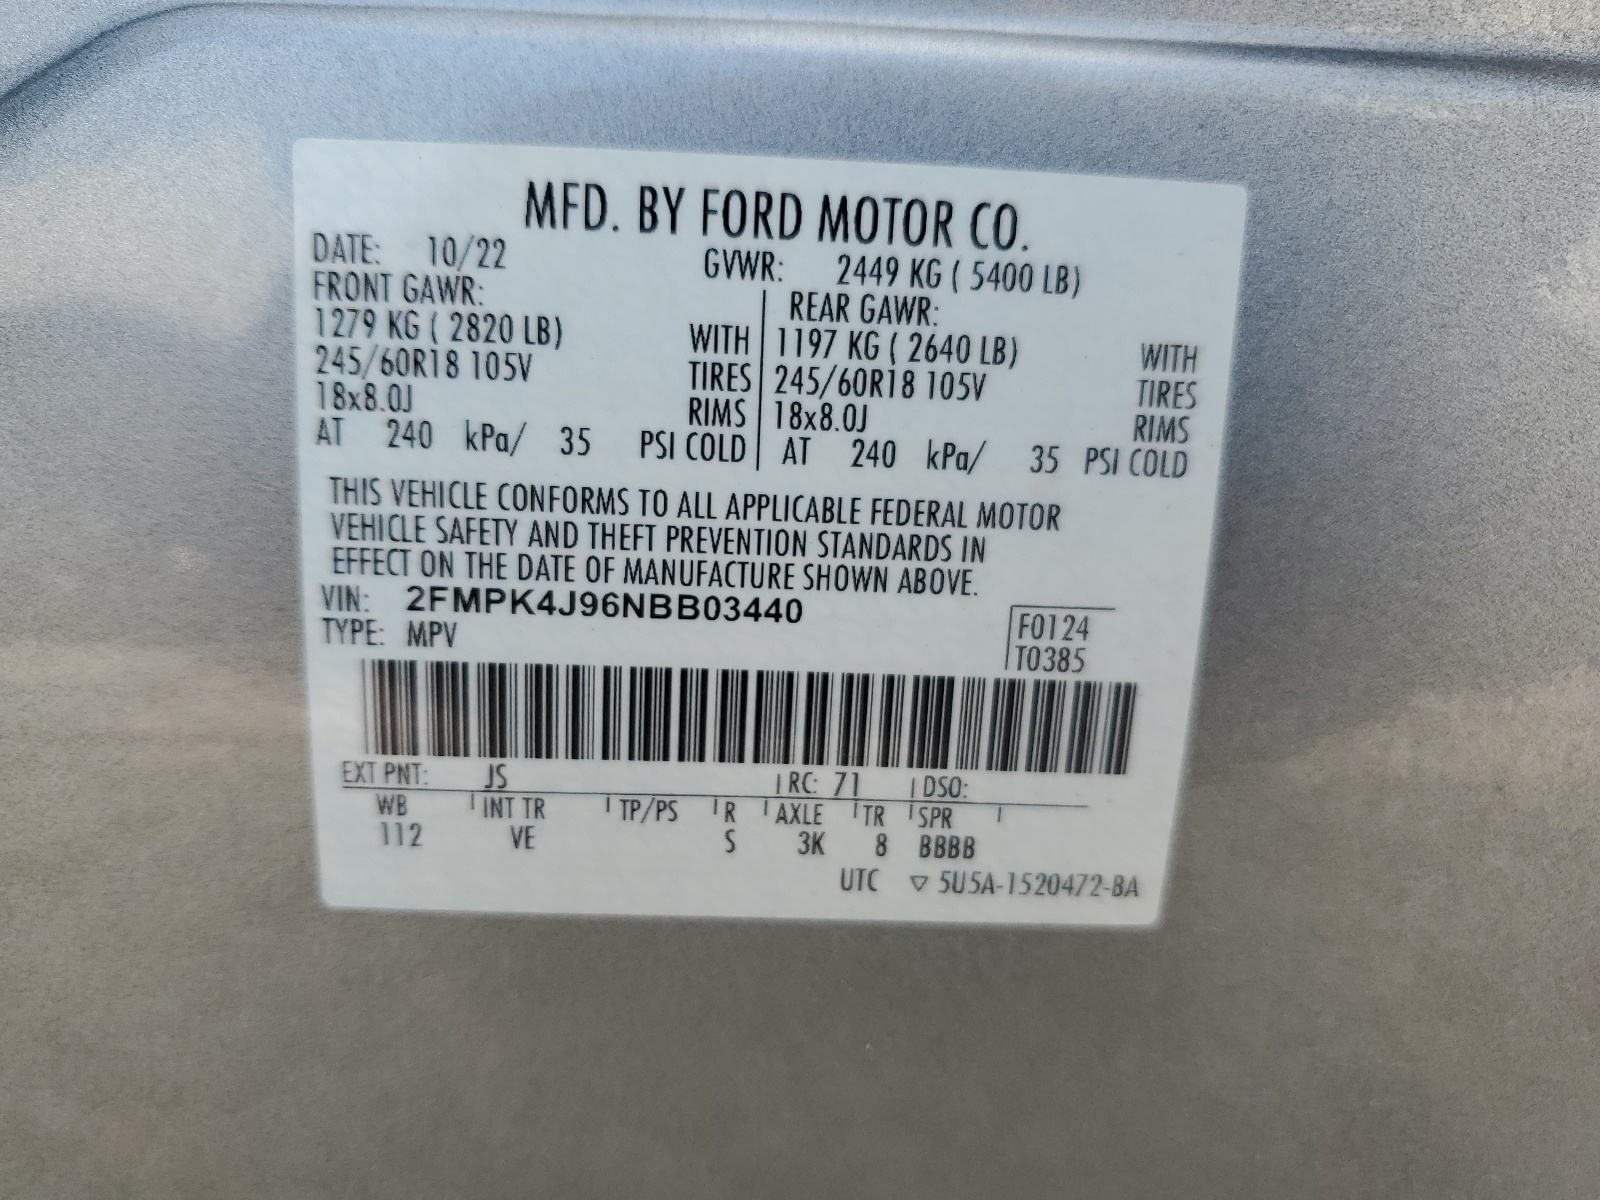 MFD. BY FORD MOTOR CO.
DATE: 10/22 GVWR: 2449 KG ( 5400 LB)
FRONT GAWR: REAR GAWR:
1279 KG ( 2820 LB) WITH 1197 KG ( 2640 LB) WITH
245/60R18 105V TIRES 245/60R18 105V TIRES
18x8.0J RIMS 18x8.0J RIMS
AT 240 kPa/ 35 PSI COLD AT 240 kPa/ 35 PSI COLD
THIS VEHICLE CONFORMS TO ALL APPLICABLE FEDERAL MOTOR
VEHICLE SAFETY AND THEFT PREVENTION STANDARDS IN
EFFECT ON THE DATE OF MANUFACTURE SHOWN ABOVE.
VIN: 2FMPK4J96NBB03440
TYPE: MPV
F0124
T0385
EXT PNT: JS RC: 71 DSO:
WB INT TR TP/PS R AXLE TR SPR
112 VE S 3K 8 BBBB
UTC ▽ 5U5A-1520472-BA